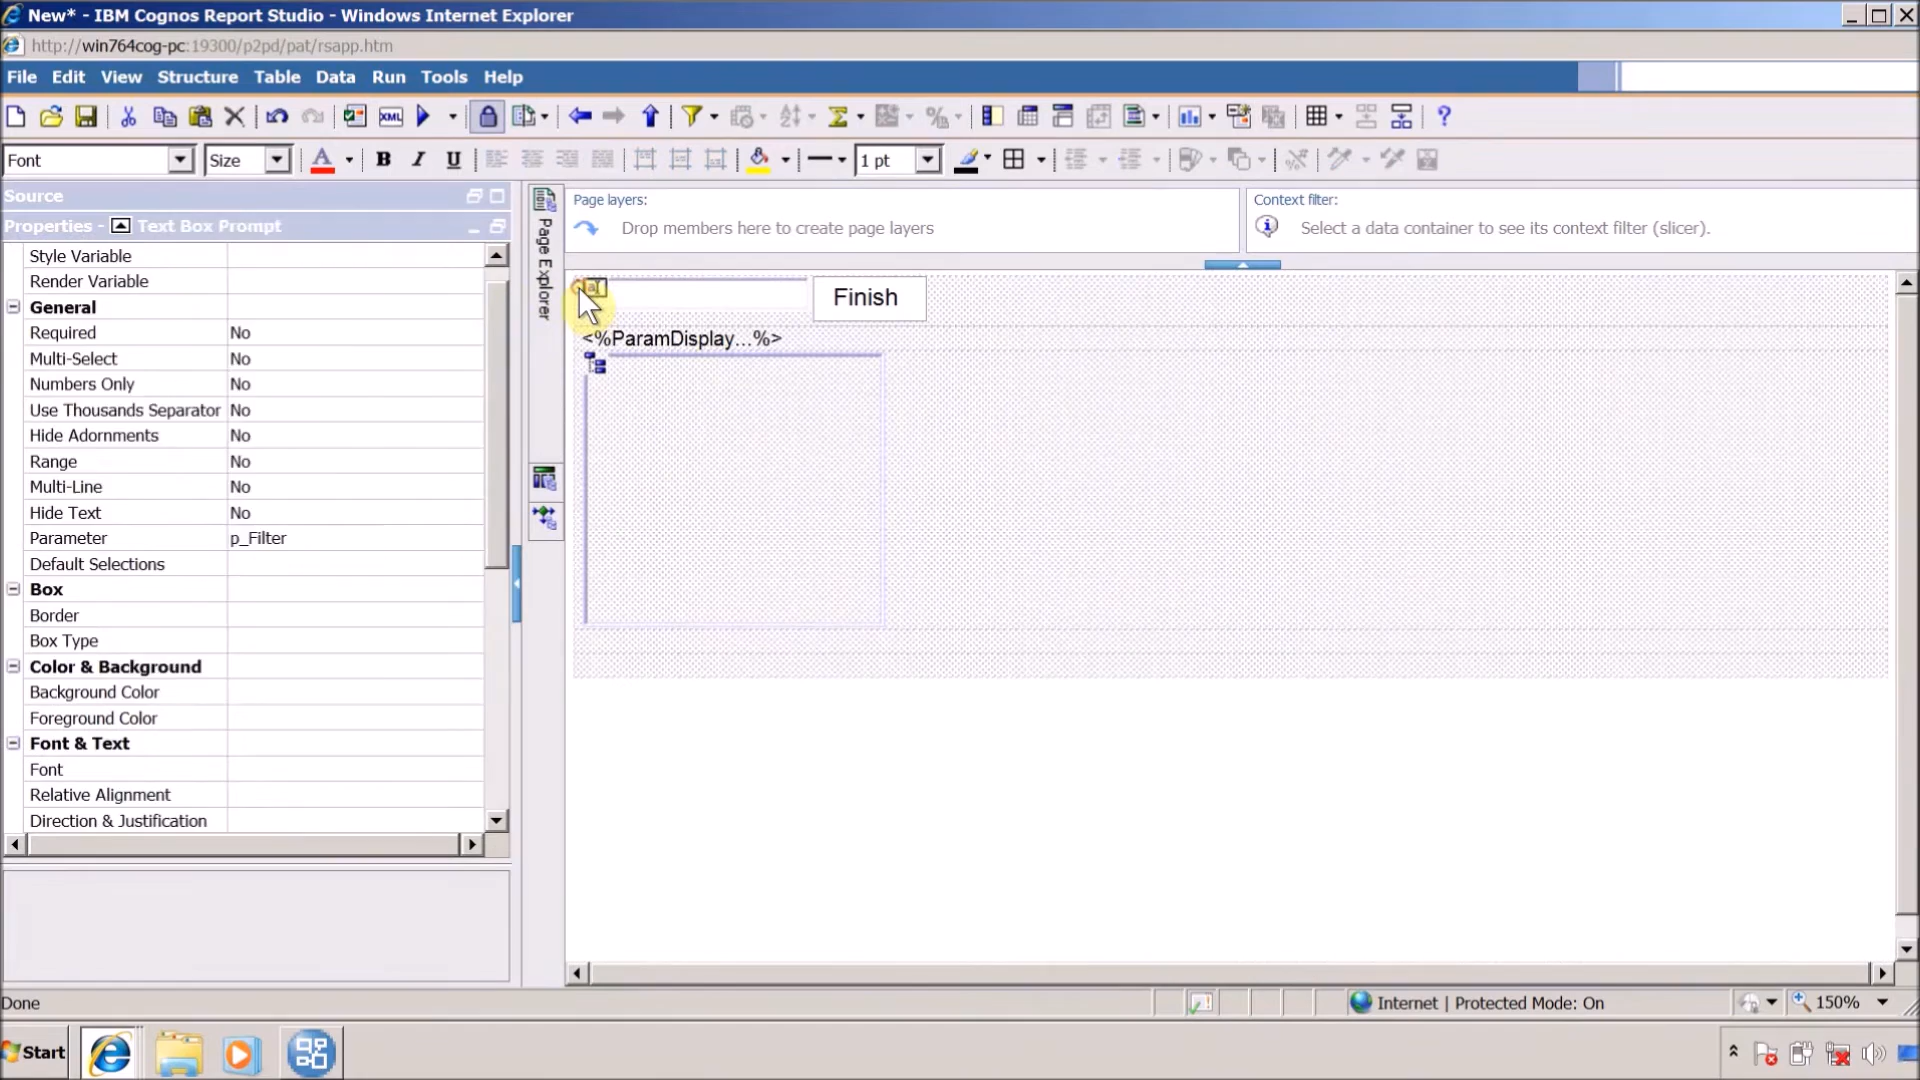 New* - IBM Cognos Report Studio - Windows Internet Explorer
http://win764cog-pc:19300/p2pd/pat/rsapp.htm
File Edit View Structure Table Data Run Tools Help
XML
Font Size A B I U 1 pt
Source
Properties - Text Box Prompt
Style Variable
Render Variable
General
Required No
Multi-Select No
Numbers Only No
Use Thousands Separator No
Hide Adornments No
Range No
Multi-Line No
Hide Text No
Parameter p_Filter
Default Selections
Box
Border
Box Type
Color & Background
Background Color
Foreground Color
Font & Text
Font
Relative Alignment
Direction & Justification
Page Explorer
Page layers:
Drop members here to create page layers
Context filter:
Select a data container to see its context filter (slicer).
Finish
<%ParamDisplay...%>
Done
Internet | Protected Mode: On
150%
Start